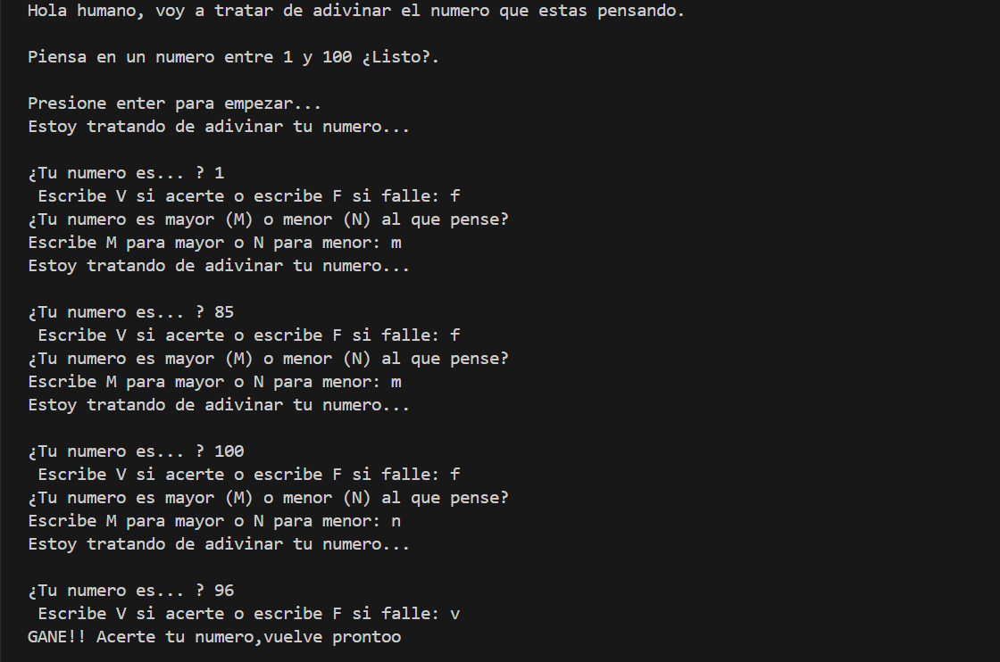 Hola humano, voy a tratar de adivinar el numero que estas pensando.
Piensa en un numero entre 1 y 100 ¿Listo?.
Presione enter para empezar...
Estoy tratando de adivinar tu numero...
¿Tu numero es... ? 1
Escribe V si acerte o escribe F si falle: f
¿Tu numero es mayor (M) o menor (N) al que pense?
Escribe M para mayor o N para menor: m
Estoy tratando de adivinar tu numero...
¿Tu numero es... ? 85
Escribe V si acerte o escribe F si falle: f
¿Tu numero es mayor (M) o menor (N) al que pense?
Escribe M para mayor o N para menor: m
Estoy tratando de adivinar tu numero...
¿Tu numero es... ? 100
Escribe V si acerte o escribe F si falle: f
¿Tu numero es mayor (M) o menor (N) al que pense?
Escribe M para mayor o N para menor: n
Estoy tratando de adivinar tu numero...
¿Tu numero es... ? 96
Escribe V si acerte o escribe F si falle: v
GANE!! Acerte tu numero,vuelve prontoo